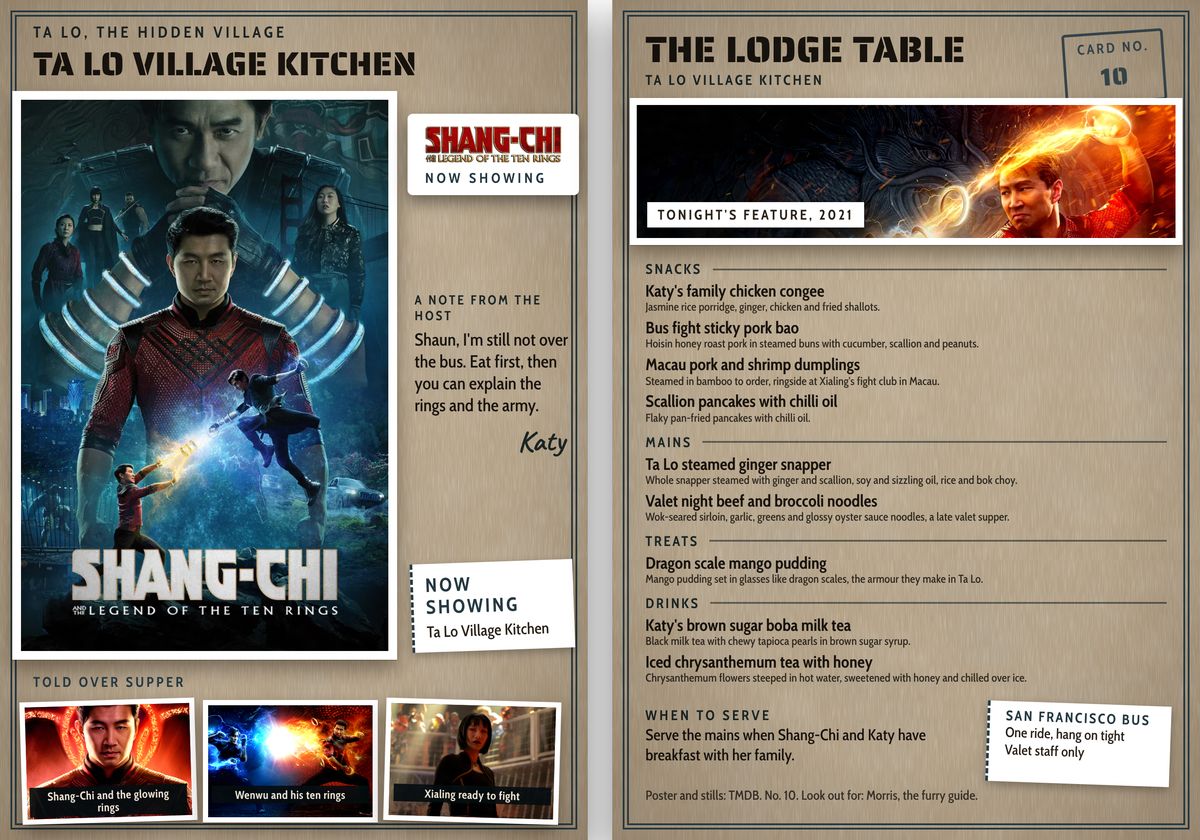 TA LO, THE HIDDEN VILLAGE
TA LO VILLAGE KITCHEN
SHANG-CHI
AND THE LEGEND OF THE TEN RINGS
NOW SHOWING
A NOTE FROM THE
HOST
Shaun, I'm still not over
the bus. Eat first, then
you can explain the
rings and the army.
Katy
SHANG-CHI
AND THE LEGEND OF THE TEN RINGS
NOW
SHOWING
Ta Lo Village Kitchen
TOLD OVER SUPPER
Shang-Chi and the glowing
rings
Wenwu and his ten rings
Xialing ready to fight
THE LODGE TABLE
TA LO VILLAGE KITCHEN
CARD NO.
10
TONIGHT'S FEATURE, 2021
SNACKS
Katy's family chicken congee
Jasmine rice porridge, ginger, chicken and fried shallots.
Bus fight sticky pork bao
Hoisin honey roast pork in steamed buns with cucumber, scallion and peanuts.
Macau pork and shrimp dumplings
Steamed in bamboo to order, ringside at Xialing's fight club in Macau.
Scallion pancakes with chilli oil
Flaky pan-fried pancakes with chilli oil.
MAINS
Ta Lo steamed ginger snapper
Whole snapper steamed with ginger and scallion, soy and sizzling oil, rice and bok choy.
Valet night beef and broccoli noodles
Wok-seared sirloin, garlic, greens and glossy oyster sauce noodles, a late valet supper.
TREATS
Dragon scale mango pudding
Mango pudding set in glasses like dragon scales, the armour they make in Ta Lo.
DRINKS
Katy's brown sugar boba milk tea
Black milk tea with chewy tapioca pearls in brown sugar syrup.
Iced chrysanthemum tea with honey
Chrysanthemum flowers steeped in hot water, sweetened with honey and chilled over ice.
WHEN TO SERVE
Serve the mains when Shang-Chi and Katy have
breakfast with her family.
SAN FRANCISCO BUS
One ride, hang on tight
Valet staff only
Poster and stills: TMDB. No. 10. Look out for: Morris, the furry guide.